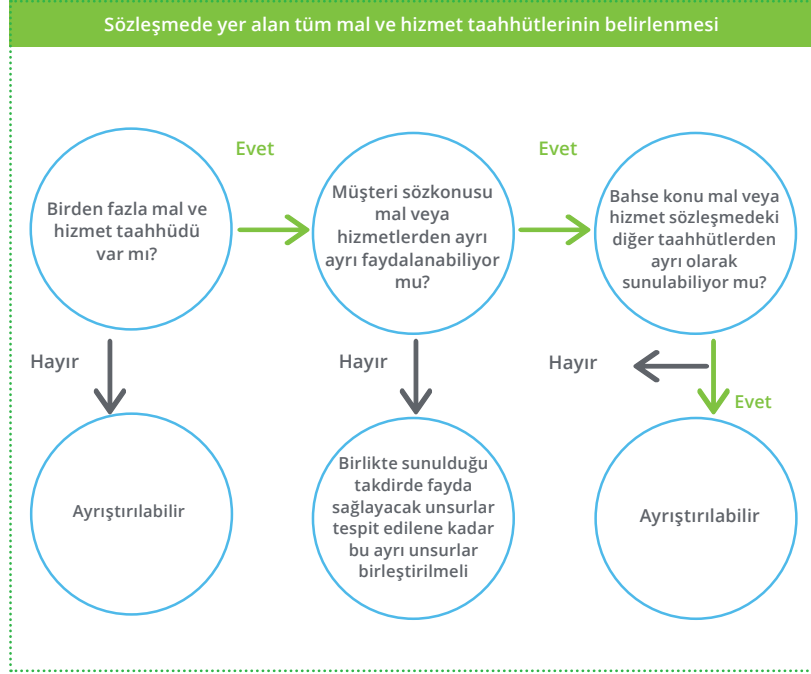 Sözleşmede yer alan tüm mal ve hizmet taahhütlerinin belirlenmesi
Evet
Evet
Birden fazla mal ve
hizmet taahhüdü
var mı?
Müşteri sözkonusu
mal veya
hizmetlerden ayrı
ayrı faydalanabiliyor
mu?
Bahse konu mal veya
hizmet sözleşmedeki
diğer taahhütlerden
ayrı olarak
sunulabiliyor mu?
Hayır
Hayır
Hayır
Evet
Ayrıştırılabilir
Birlikte sunulduğu
takdirde fayda
sağlayacak unsurlar
tespit edilene kadar
bu ayrı unsurlar
birleştirilmeli
Ayrıştırılabilir